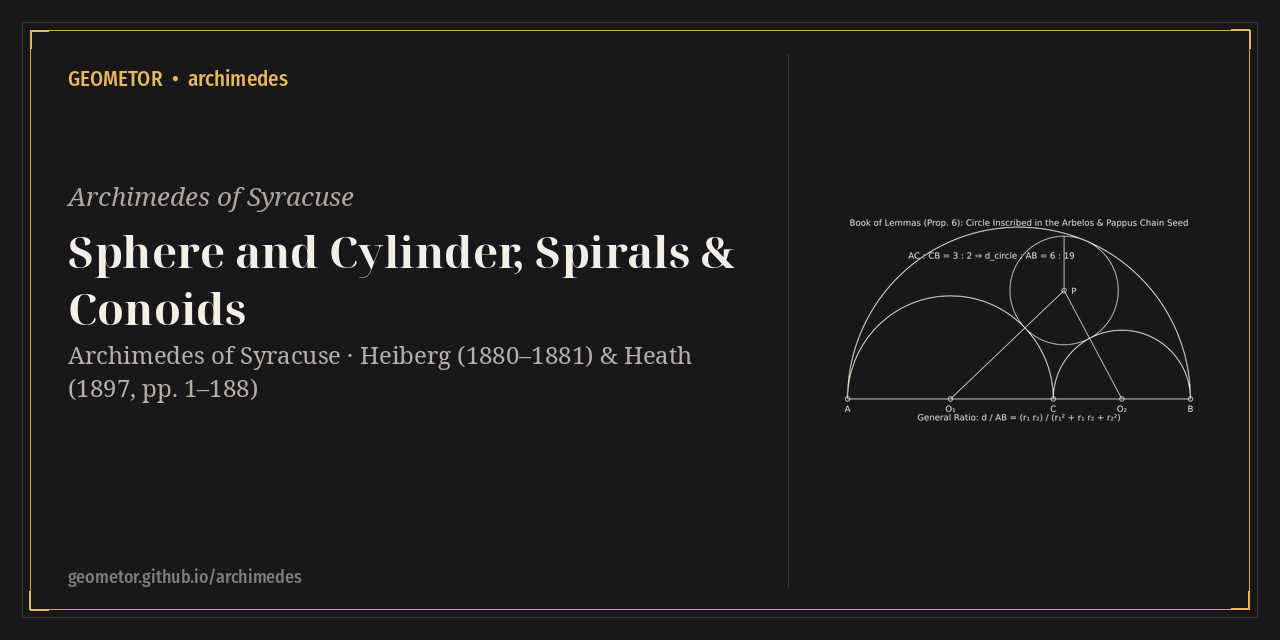 GEOMETOR • archimedes
Archimedes of Syracuse
Sphere and Cylinder, Spirals &
Conoids
Archimedes of Syracuse · Heiberg (1880–1881) & Heath
(1897, pp. 1–188)
geometor.github.io/archimedes
Book of Lemmas (Prop. 6): Circle Inscribed in the Arbelos & Pappus Chain Seed
AC : CB = 3 : 2 ⇒ d_circle : AB = 6 : 19
P
A O₁ C O₂ B
General Ratio: d / AB = (r₁ r₂) / (r₁² + r₁ r₂ + r₂²)